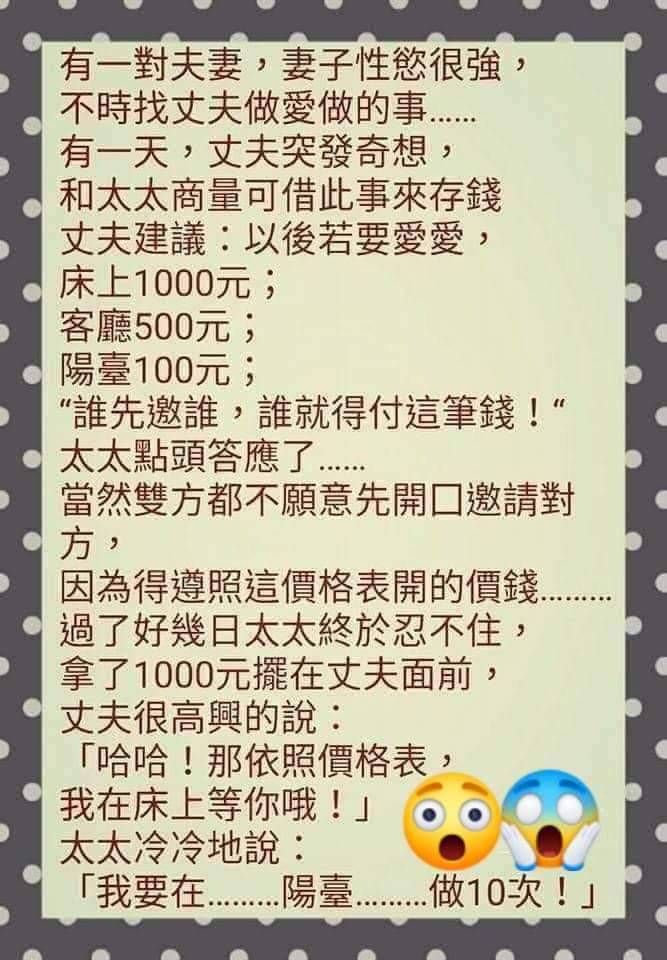 有一對夫妻，妻子性慾很強，
不時找丈夫做愛做的事……
有一天，丈夫突發奇想，
和太太商量可借此事來存錢
丈夫建議：以後若要愛愛，
床上1000元；
客廳500元；
陽臺100元；
“誰先邀誰，誰就得付這筆錢！“
太太點頭答應了……
當然雙方都不願意先開囗邀請對
方，
因為得遵照這價格表開的價錢………
過了好幾日太太終於忍不住，
拿了1000元擺在丈夫面前，
丈夫很高興的說：
「哈哈！那依照價格表，
我在床上等你哦！」
太太冷冷地說：
「我要在………陽臺………做10次！」